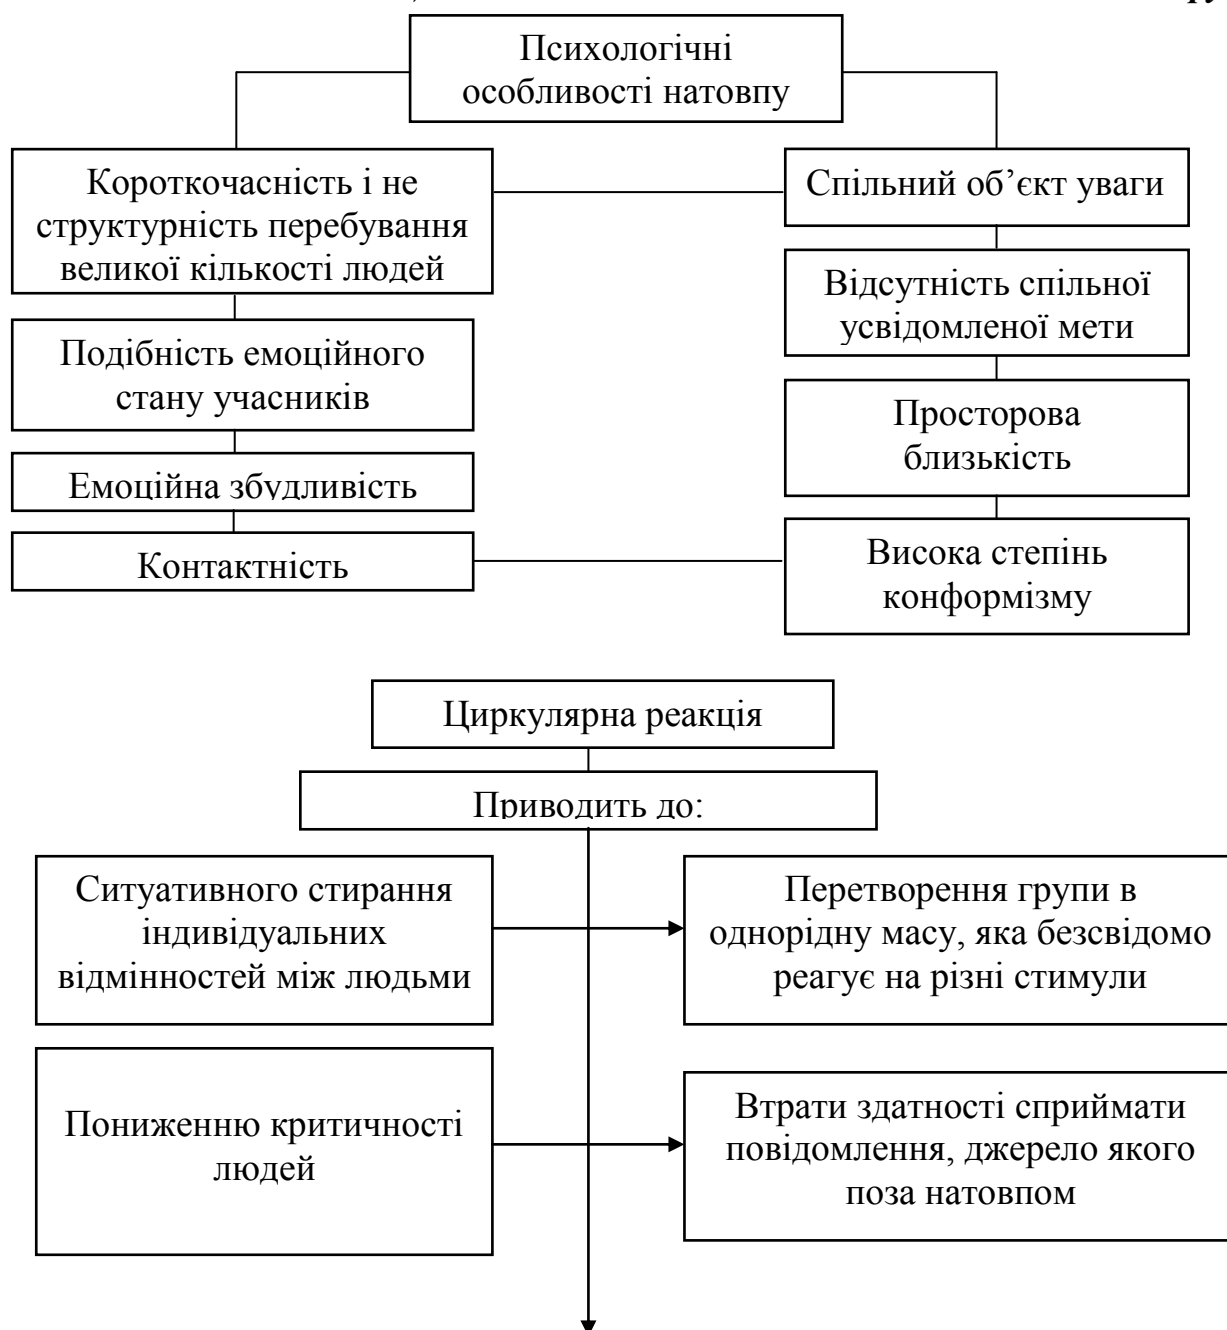 Психологічні
особливості натовпу
Короткочасність і не
структурність перебування
великої кількості людей
Спільний об’єкт уваги
Відсутність спільної
усвідомленої мети
Подібність емоційного
стану учасників
Просторова
близькість
Емоційна збудливість
Контактність
Висока степінь
конформізму
Циркулярна реакція
Приводить до:
Ситуативного стирання
індивідуальних
відмінностей між людьми
Перетворення групи в
однорідну масу, яка безсвідомо
реагує на різні стимули
Пониженню критичності
людей
Втрати здатності сприймати
повідомлення, джерело якого
поза натовпом